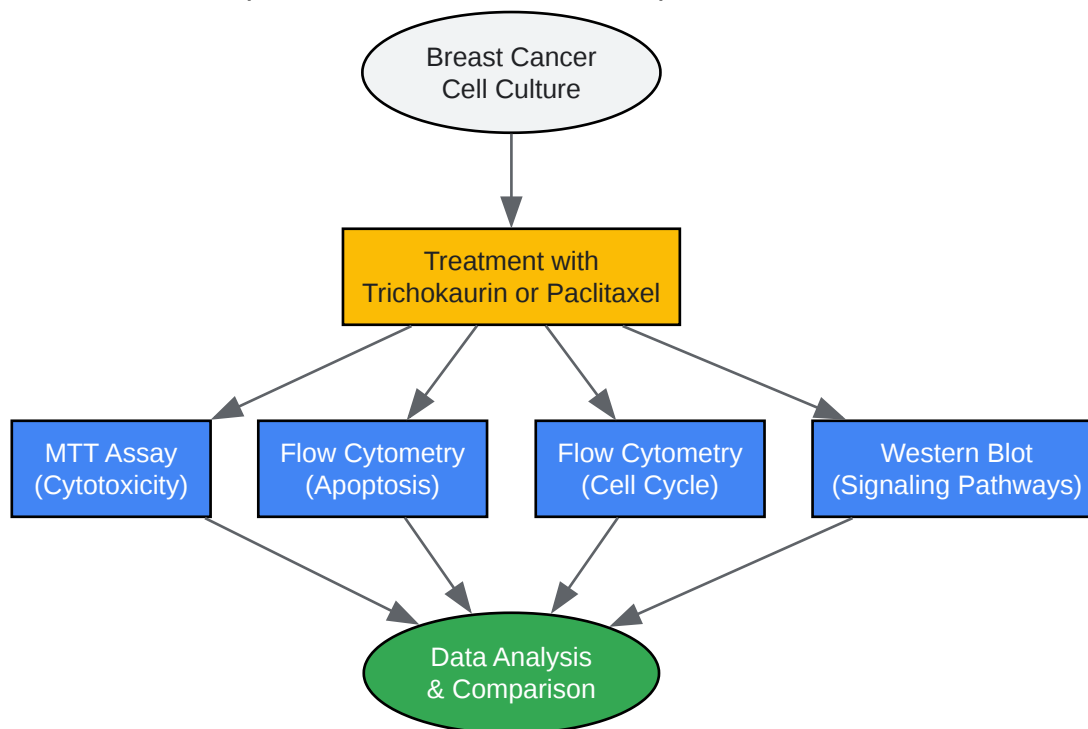 Breast Cancer
Cell Culture
Treatment with
Trichokaurin or Paclitaxel
MTT Assay
(Cytotoxicity)
Flow Cytometry
(Apoptosis)
Flow Cytometry
(Cell Cycle)
Western Blot
(Signaling Pathways)
Data Analysis
& Comparison